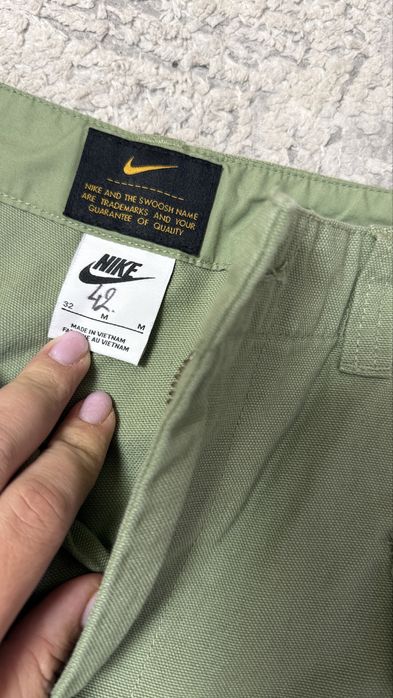 NIKE AND THE SWOOSH NAME
ARE TRADEMARKS AND YOUR
GUARANTEE OF QUALITY
NIKE
42.
32 M M
MADE IN VIETNAM
AU VIETNAM